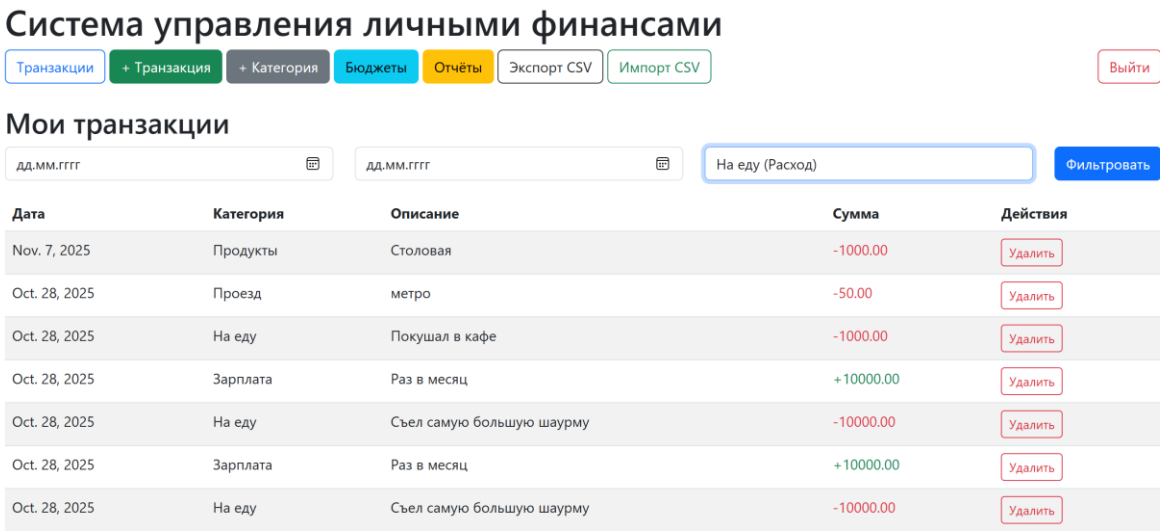 Система управления личными финансами
Транзакции + Транзакция + Категория Бюджеты Отчёты Экспорт CSV Импорт CSV Выйти
Мои транзакции
дд.мм.гггг дд.мм.гггг На еду (Расход) Фильтровать
Дата Категория Описание Сумма Действия
Nov. 7, 2025 Продукты Столовая -1000.00 Удалить
Oct. 28, 2025 Проезд метро -50.00 Удалить
Oct. 28, 2025 На еду Покушал в кафе -1000.00 Удалить
Oct. 28, 2025 Зарплата Раз в месяц +10000.00 Удалить
Oct. 28, 2025 На еду Съел самую большую шаурму -10000.00 Удалить
Oct. 28, 2025 Зарплата Раз в месяц +10000.00 Удалить
Oct. 28, 2025 На еду Съел самую большую шаурму -10000.00 Удалить